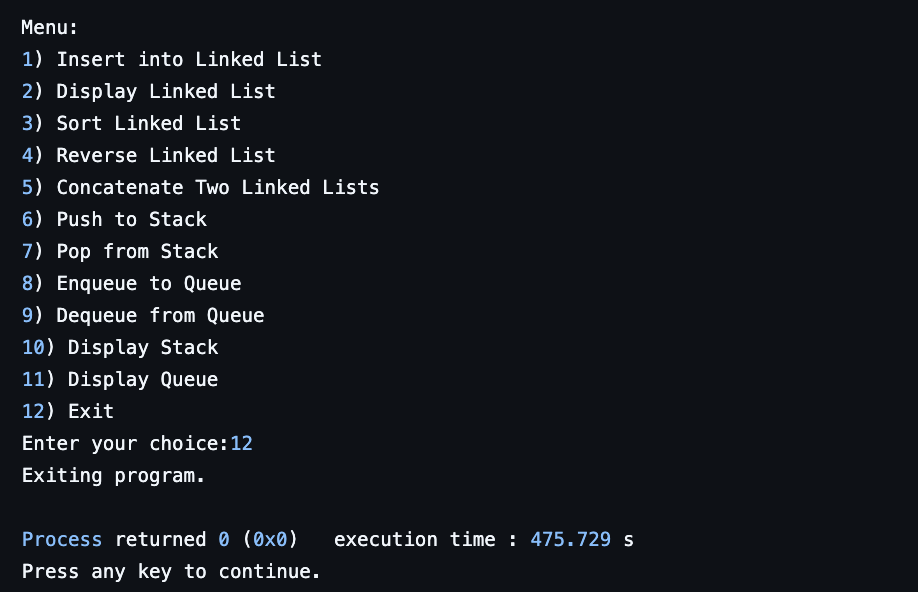 Menu:
1) Insert into Linked List
2) Display Linked List
3) Sort Linked List
4) Reverse Linked List
5) Concatenate Two Linked Lists
6) Push to Stack
7) Pop from Stack
8) Enqueue to Queue
9) Dequeue from Queue
10) Display Stack
11) Display Queue
12) Exit
Enter your choice:12
Exiting program.

Process returned 0 (0x0)   execution time : 475.729 s
Press any key to continue.